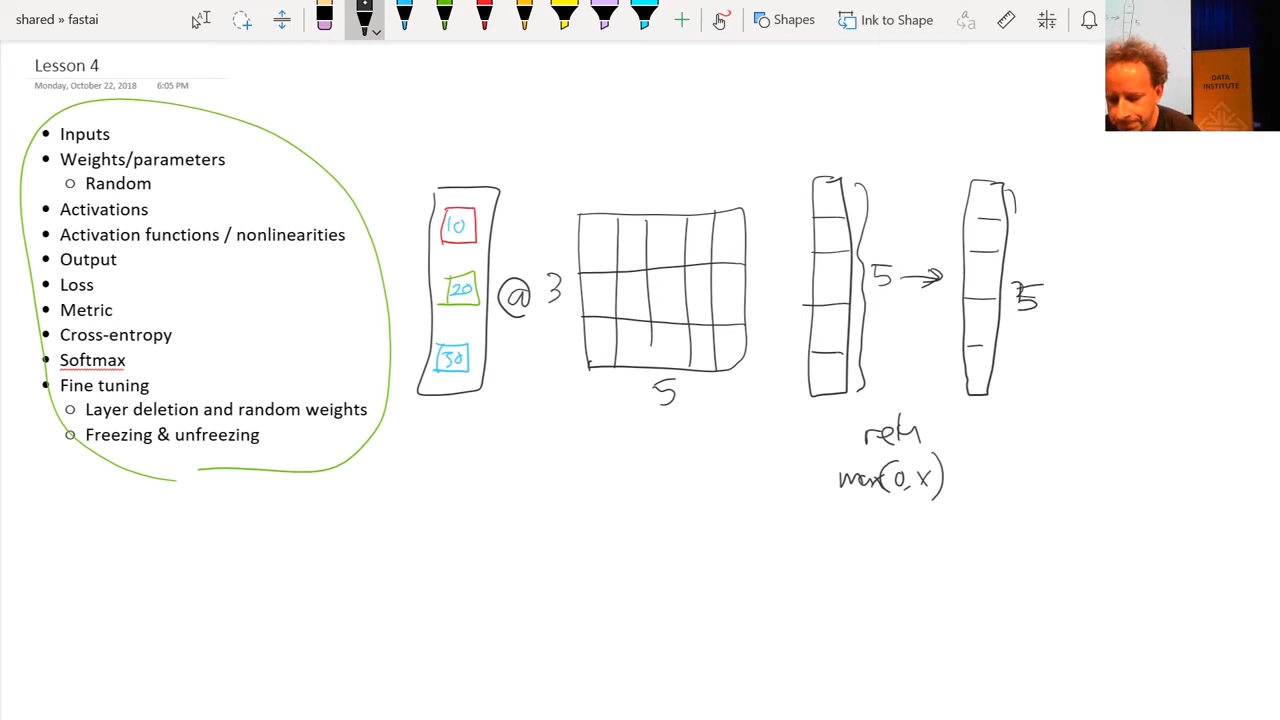 shared » fastai
Shapes
Ink to Shape
Lesson 4
Monday, October 22, 2018 6:05 PM
• Inputs
• Weights/parameters
○ Random
• Activations
• Activation functions / nonlinearities
• Output
• Loss
• Metric
• Cross-entropy
• Softmax
• Fine tuning
○ Layer deletion and random weights
○ Freezing & unfreezing
10
20
30
@ 3
5
5
5
relu
max(0,x)
DATA
INSTITUTE